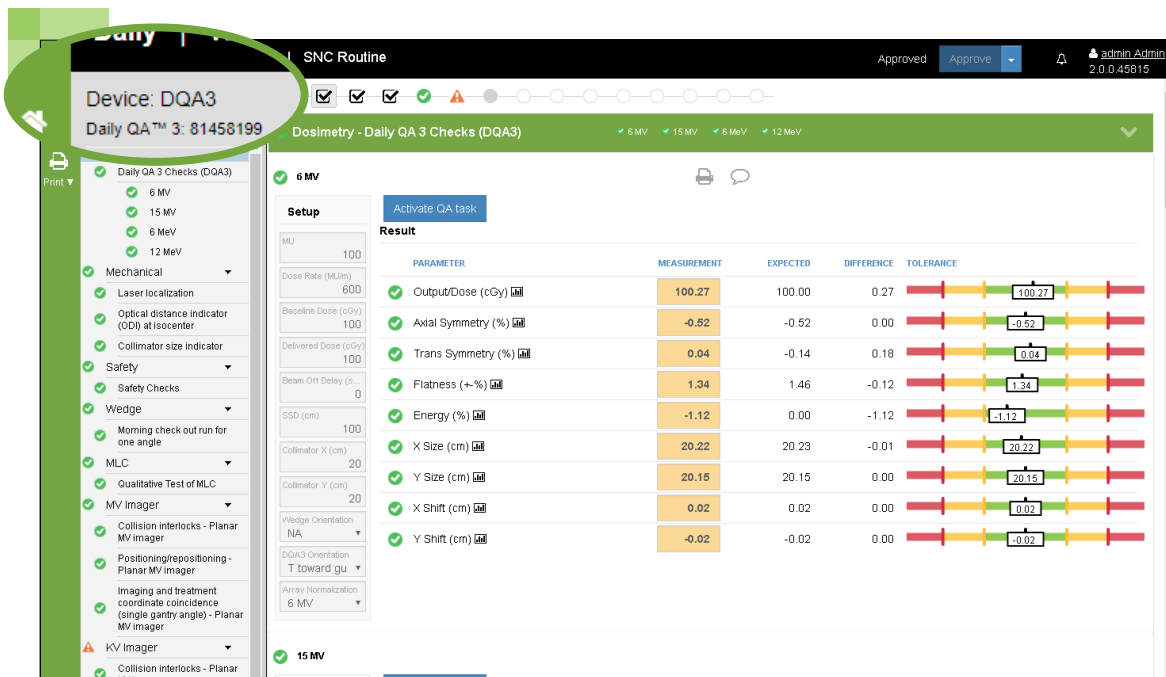 Daily
SNC Routine
Approved
Approve
admin Admin
2.0.0.45815
Device: DQA3
Daily QA™ 3: 81458199
Print
Daily QA 3 Checks (DQA3)
6 MV
15 MV
6 MeV
12 MeV
Mechanical
Laser localization
Optical distance indicator
(ODI) at isocenter
Collimator size indicator
Safety
Safety Checks
Wedge
Morning check out run for
one angle
MLC
Qualitative Test of MLC
MV Imager
Collision interlocks - Planar
MV imager
Positioning/repositioning -
Planar MV imager
Imaging and treatment
coordinate coincidence
(single gantry angle) - Planar
MV imager
KV Imager
Collision interlocks - Planar
Dosimetry - Daily QA 3 Checks (DQA3) 6 MV 15 MV 6 MeV 12 MeV
6 MV
Setup
MU
100
Dose Rate (MU/m)
600
Baseline Dose (cGy)
100
Delivered Dose (cGy)
100
Beam Off Delay (s...
0
SSD (cm)
100
Collimator X (cm)
20
Collimator Y (cm)
20
Wedge Orientation
NA
DQA3 Orientation
T toward gu
Array Normalization
6 MV
Activate QA task
Result
PARAMETER MEASUREMENT EXPECTED DIFFERENCE TOLERANCE
Output/Dose (cGy) 100.27 100.00 0.27 100.27
Axial Symmetry (%) -0.52 -0.52 0.00 -0.52
Trans Symmetry (%) 0.04 -0.14 0.18 0.04
Flatness (+-%) 1.34 1.46 -0.12 1.34
Energy (%) -1.12 0.00 -1.12 -1.12
X Size (cm) 20.22 20.23 -0.01 20.22
Y Size (cm) 20.15 20.15 0.00 20.15
X Shift (cm) 0.02 0.02 0.00 0.02
Y Shift (cm) -0.02 -0.02 0.00 -0.02
15 MV